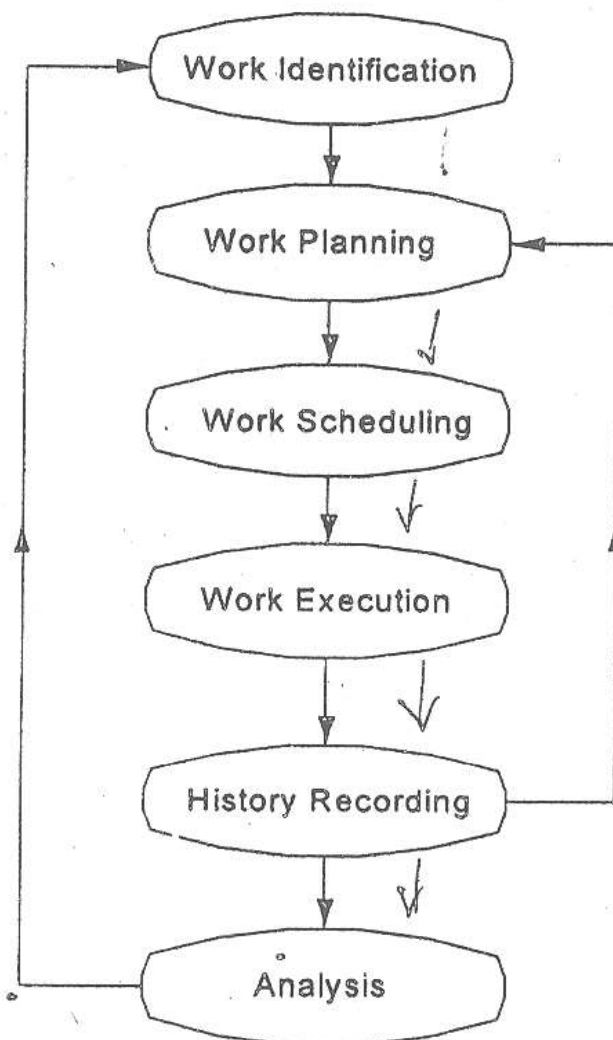 Work Identification
Work Planning
Work Scheduling
Work Execution
History Recording
Analysis